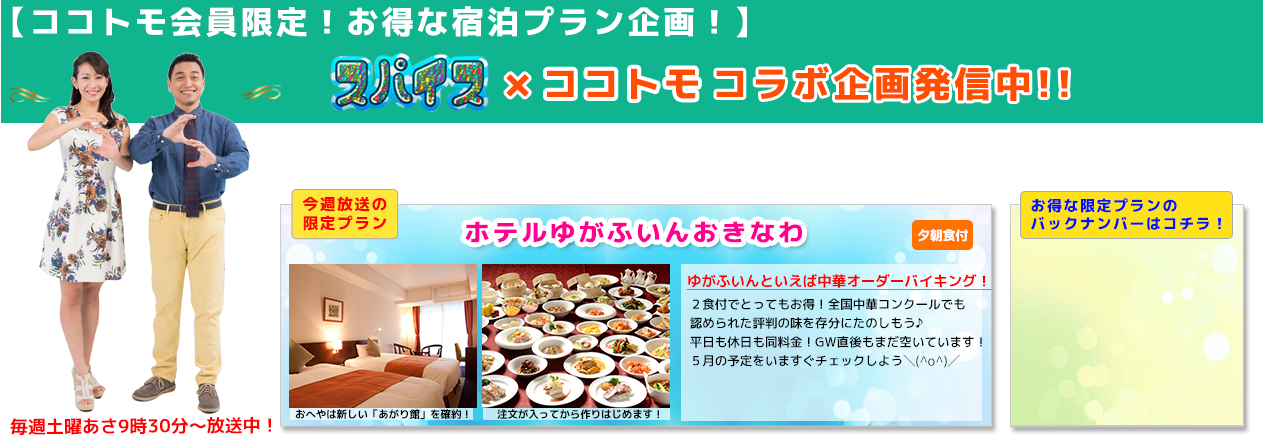 【ココトモ会員限定！お得な宿泊プラン企画！】
スパイス × ココトモ コラボ企画発信中!!
今週放送の
限定プラン
ホテルゆがふいんおきなわ
夕朝食付
ゆがふいんといえば中華オーダーバイキング！
２食付でとってもお得！全国中華コンクールでも
認められた評判の味を存分にたのしもう♪
平日も休日も同料金！GW直後もまだ空いています！
５月の予定をいますぐチェックしよう＼(^o^)／
おへやは新しい「あがり館」を確約！
注文が入ってから作りはじめます！
お得な限定プランの
バックナンバーはコチラ！
毎週土曜あさ9時30分～放送中！